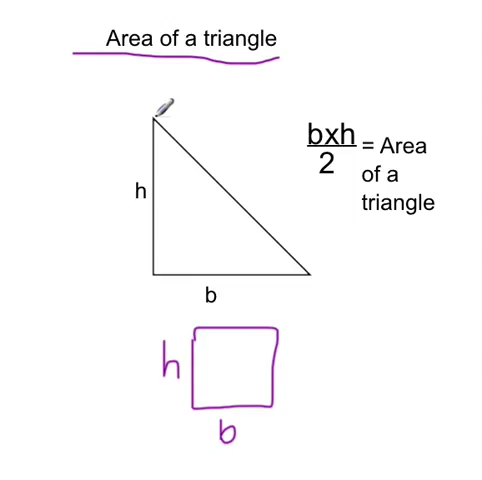 Area of a triangle
bxh
2
= Area
of a
triangle
h
b
h
b